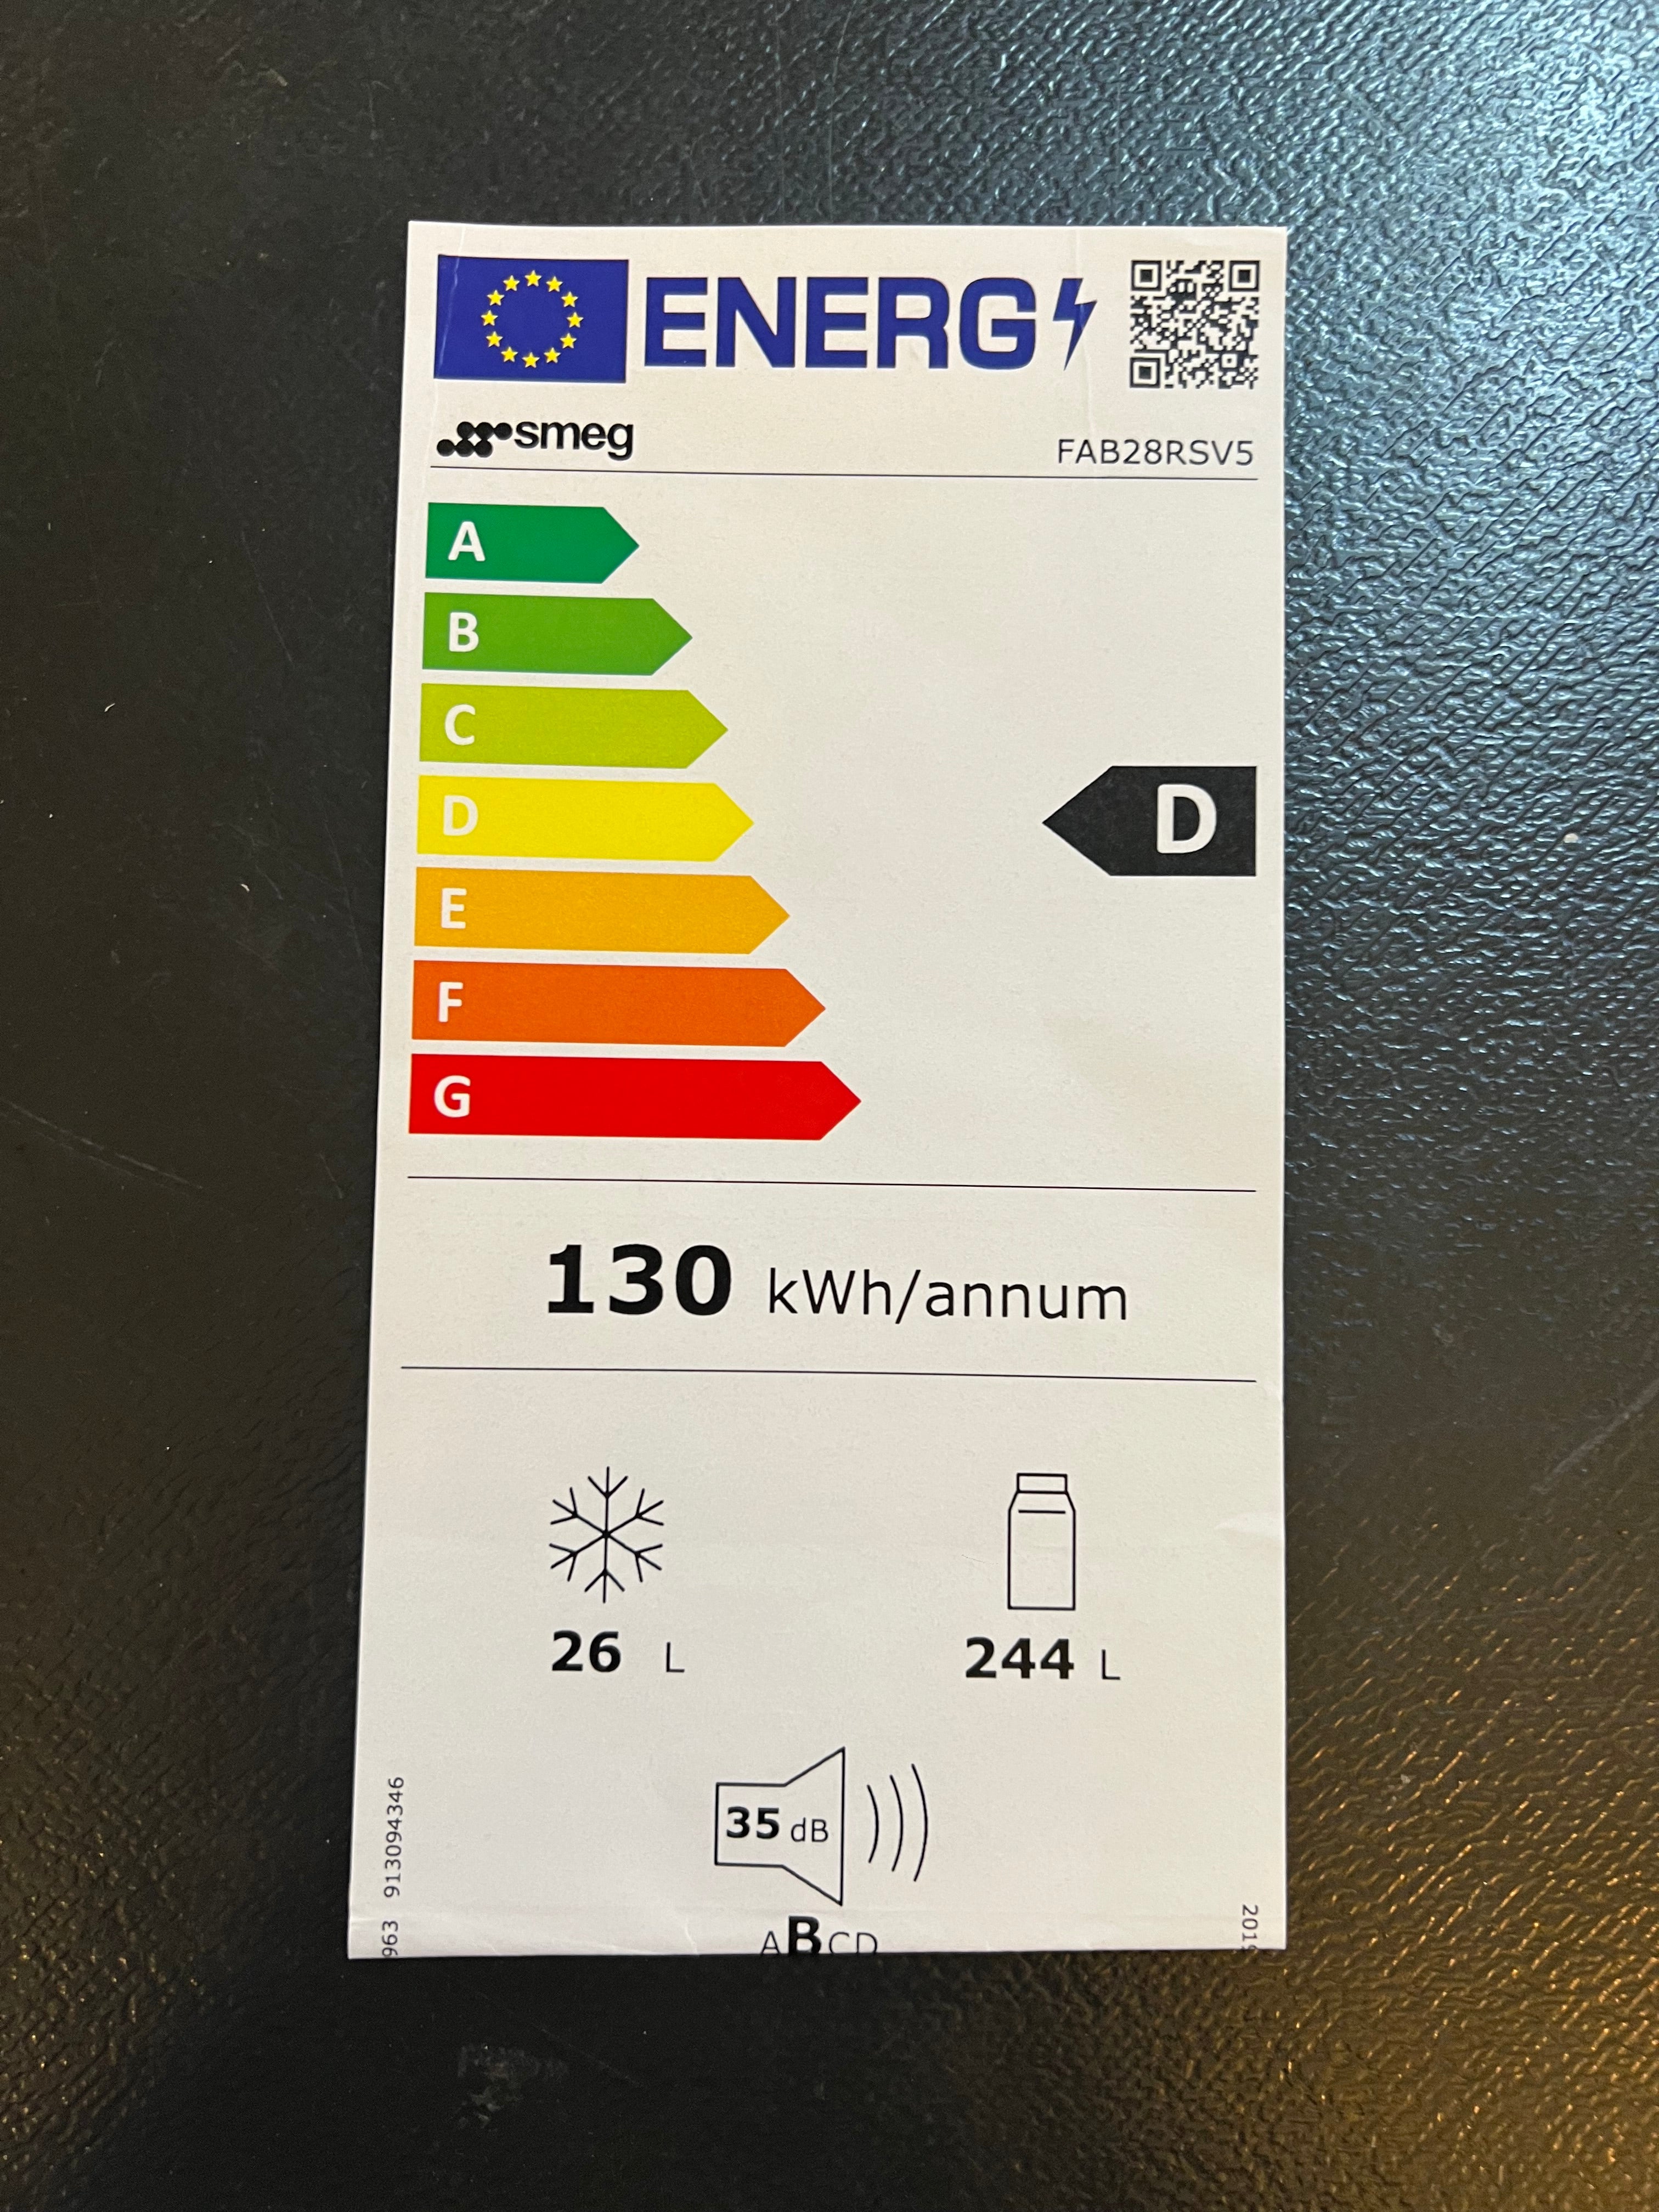 ENERG
smeg
FAB28RSV5
A
B
C
D
D
E
F
G
130 kWh/annum
26 L
244 L
35 dB
ABCD
963 913094346